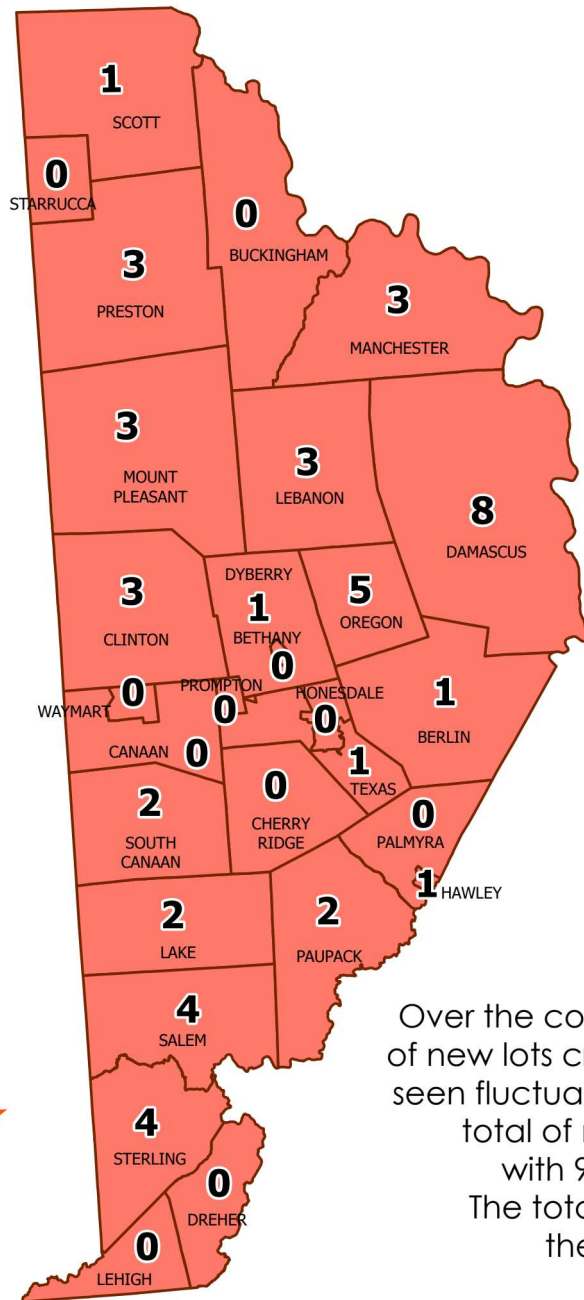 1
SCOTT
0
STARRUCCA
0
BUCKINGHAM
3
PRESTON
3
MANCHESTER
3
MOUNT
PLEASANT
3
LEBANON
8
DAMASCUS
DYBERRY
1
BETHANY
0
5
OREGON
3
CLINTON
0
WAYMART
PROMPTON
0
HONESDALE
0
1
BERLIN
CANAAN 0
1
TEXAS
2
SOUTH
CANAAN
0
CHERRY
RIDGE
0
PALMYRA
1 HAWLEY
2
LAKE
2
PAUPACK
4
SALEM
4
STERLING
0
DREHER
0
LEHIGH
Over the co
of new lots c
seen fluctua
total of
with 9
The tot
the